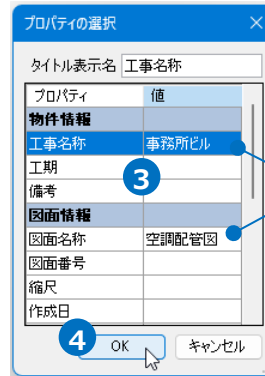 プロパティの選択
タイトル表示名 工事名称
プロパティ 値
物件情報
工事名称 事務所ビル
工期
3
備考
図面情報
図面名称 空調配管図
図面番号
縮尺
作成日
4
OK キャンセル